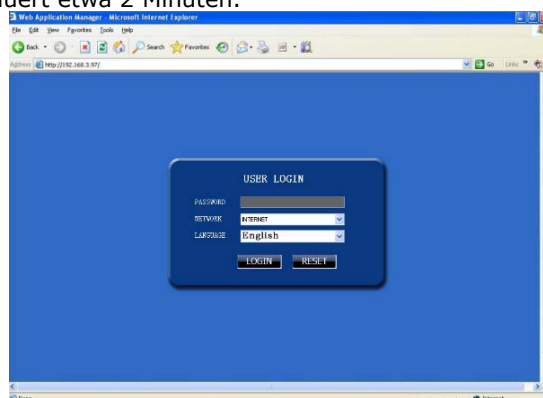 dauert etwa 2 Minuten.
Web Application Manager - Microsoft Internet Explorer
File Edit View Favorites Tools Help
Back Search Favorites
Address http://192.168.3.97/ Go Links »
USER LOGIN
PASSWORD
NETWORK INTERNET
LANGUAGE English
LOGIN RESET
Internet